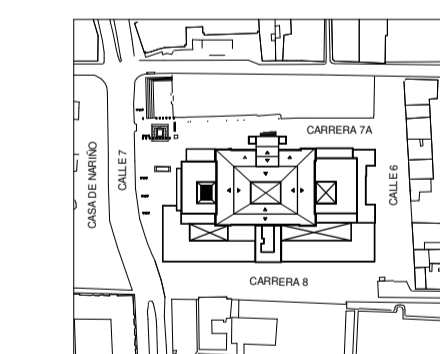 CARRERA 7A
CASA DE NARIÑO
CALLE 7
CALLE 6
CARRERA 8